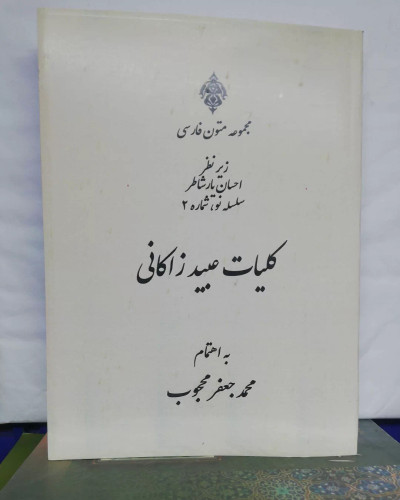 مجموعه متون فارسی
زیر نظر
احسان یارشاطر
سلسله نو، شماره ۲
کلیات عبید زاکانی
به اهتمام
محمد جعفر محجوب